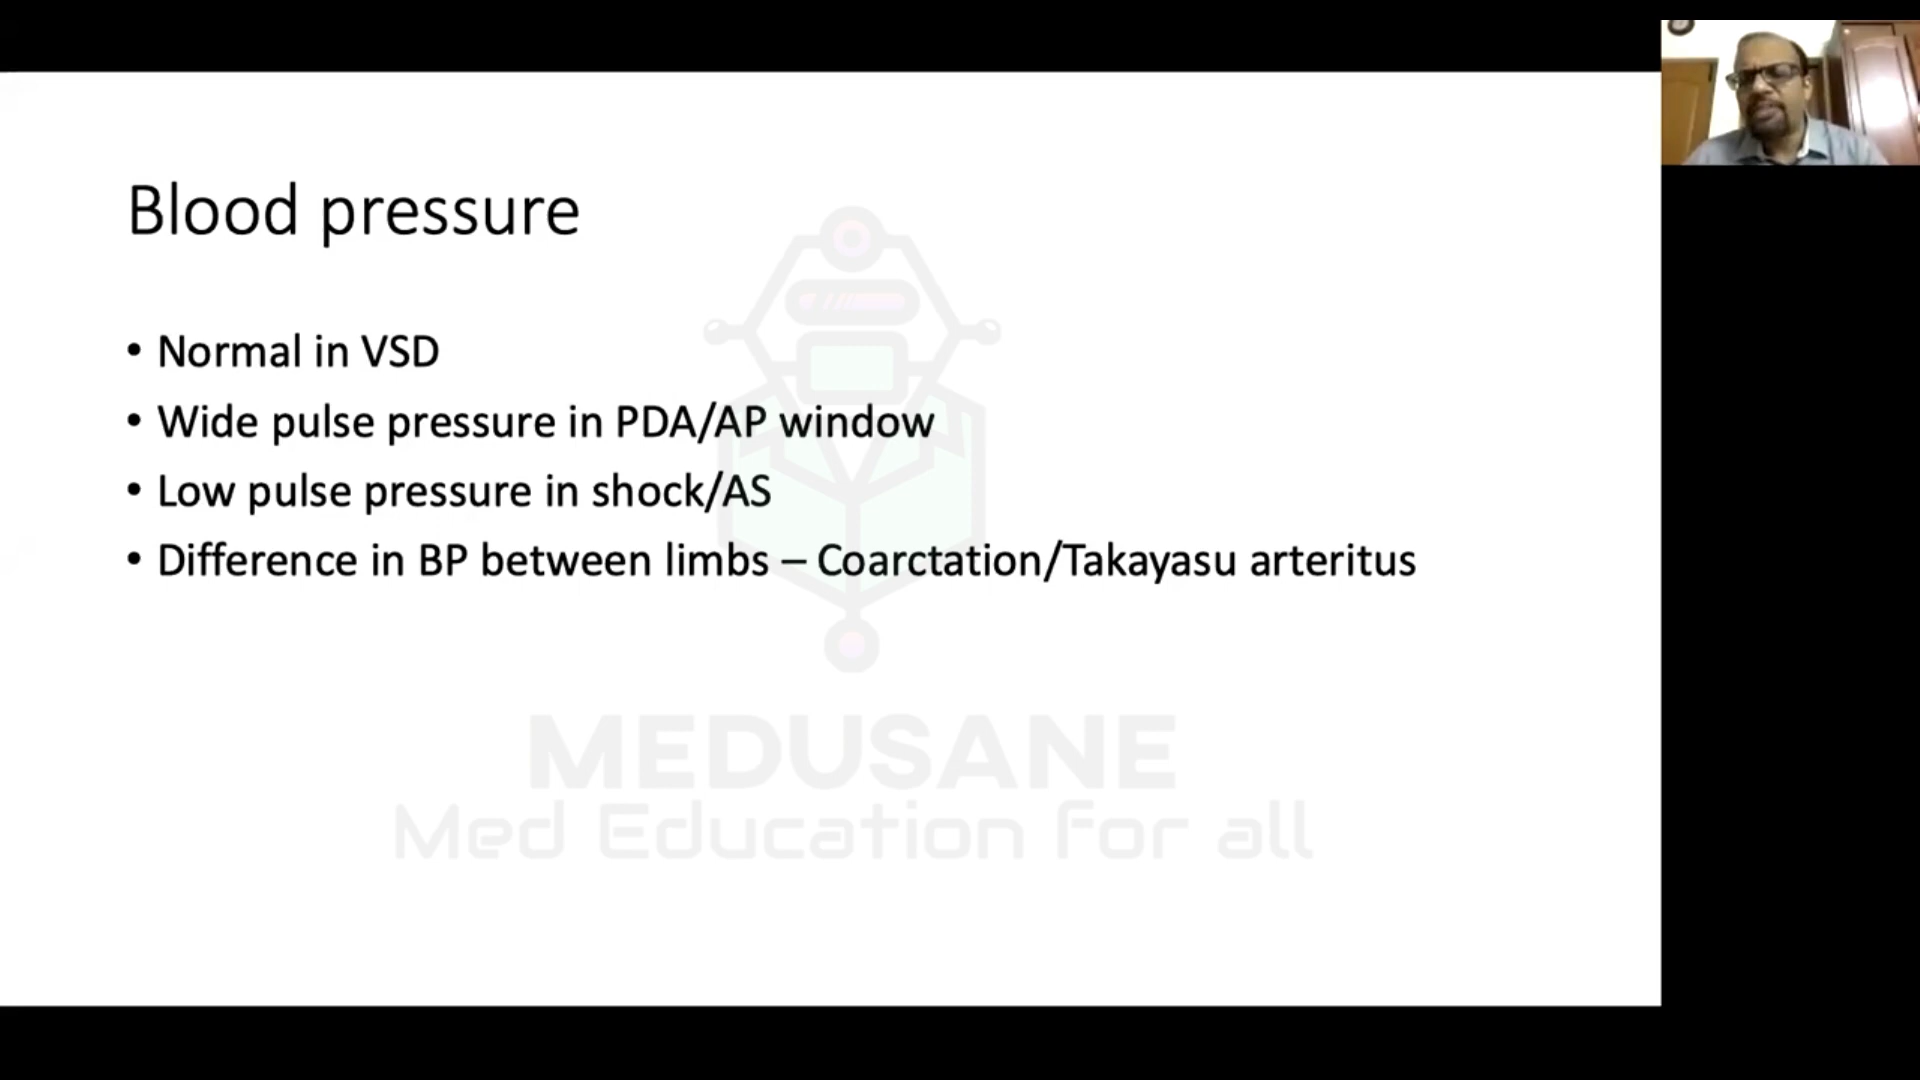 Blood pressure
• Normal in VSD
• Wide pulse pressure in PDA/AP window
• Low pulse pressure in shock/AS
• Difference in BP between limbs – Coarctation/Takayasu arteritus
MEDUSANE
Med Education for all